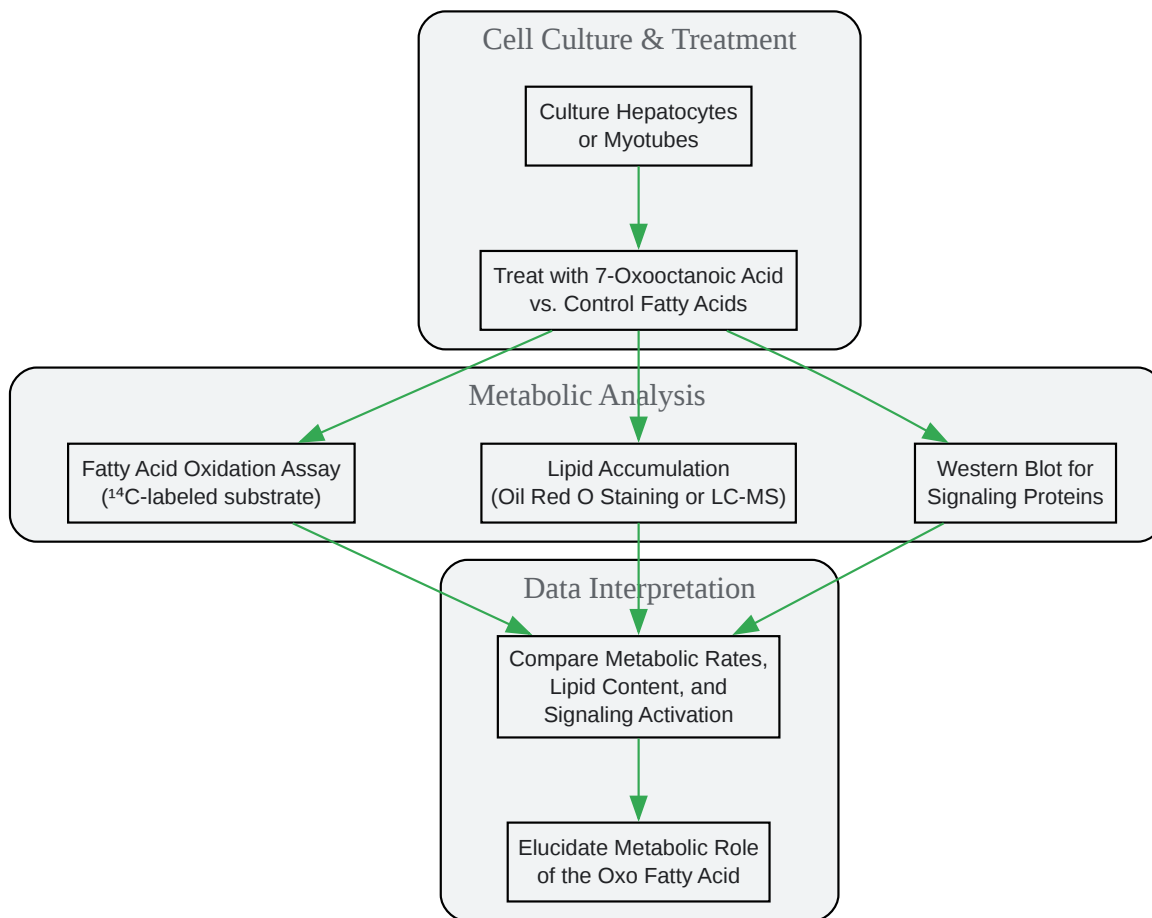 Cell Culture & Treatment
Culture Hepatocytes
or Myotubes
Treat with 7-Oxooctanoic Acid
vs. Control Fatty Acids
Metabolic Analysis
Fatty Acid Oxidation Assay
(¹⁴C-labeled substrate)
Lipid Accumulation
(Oil Red O Staining or LC-MS)
Western Blot for
Signaling Proteins
Data Interpretation
Compare Metabolic Rates,
Lipid Content, and
Signaling Activation
Elucidate Metabolic Role
of the Oxo Fatty Acid